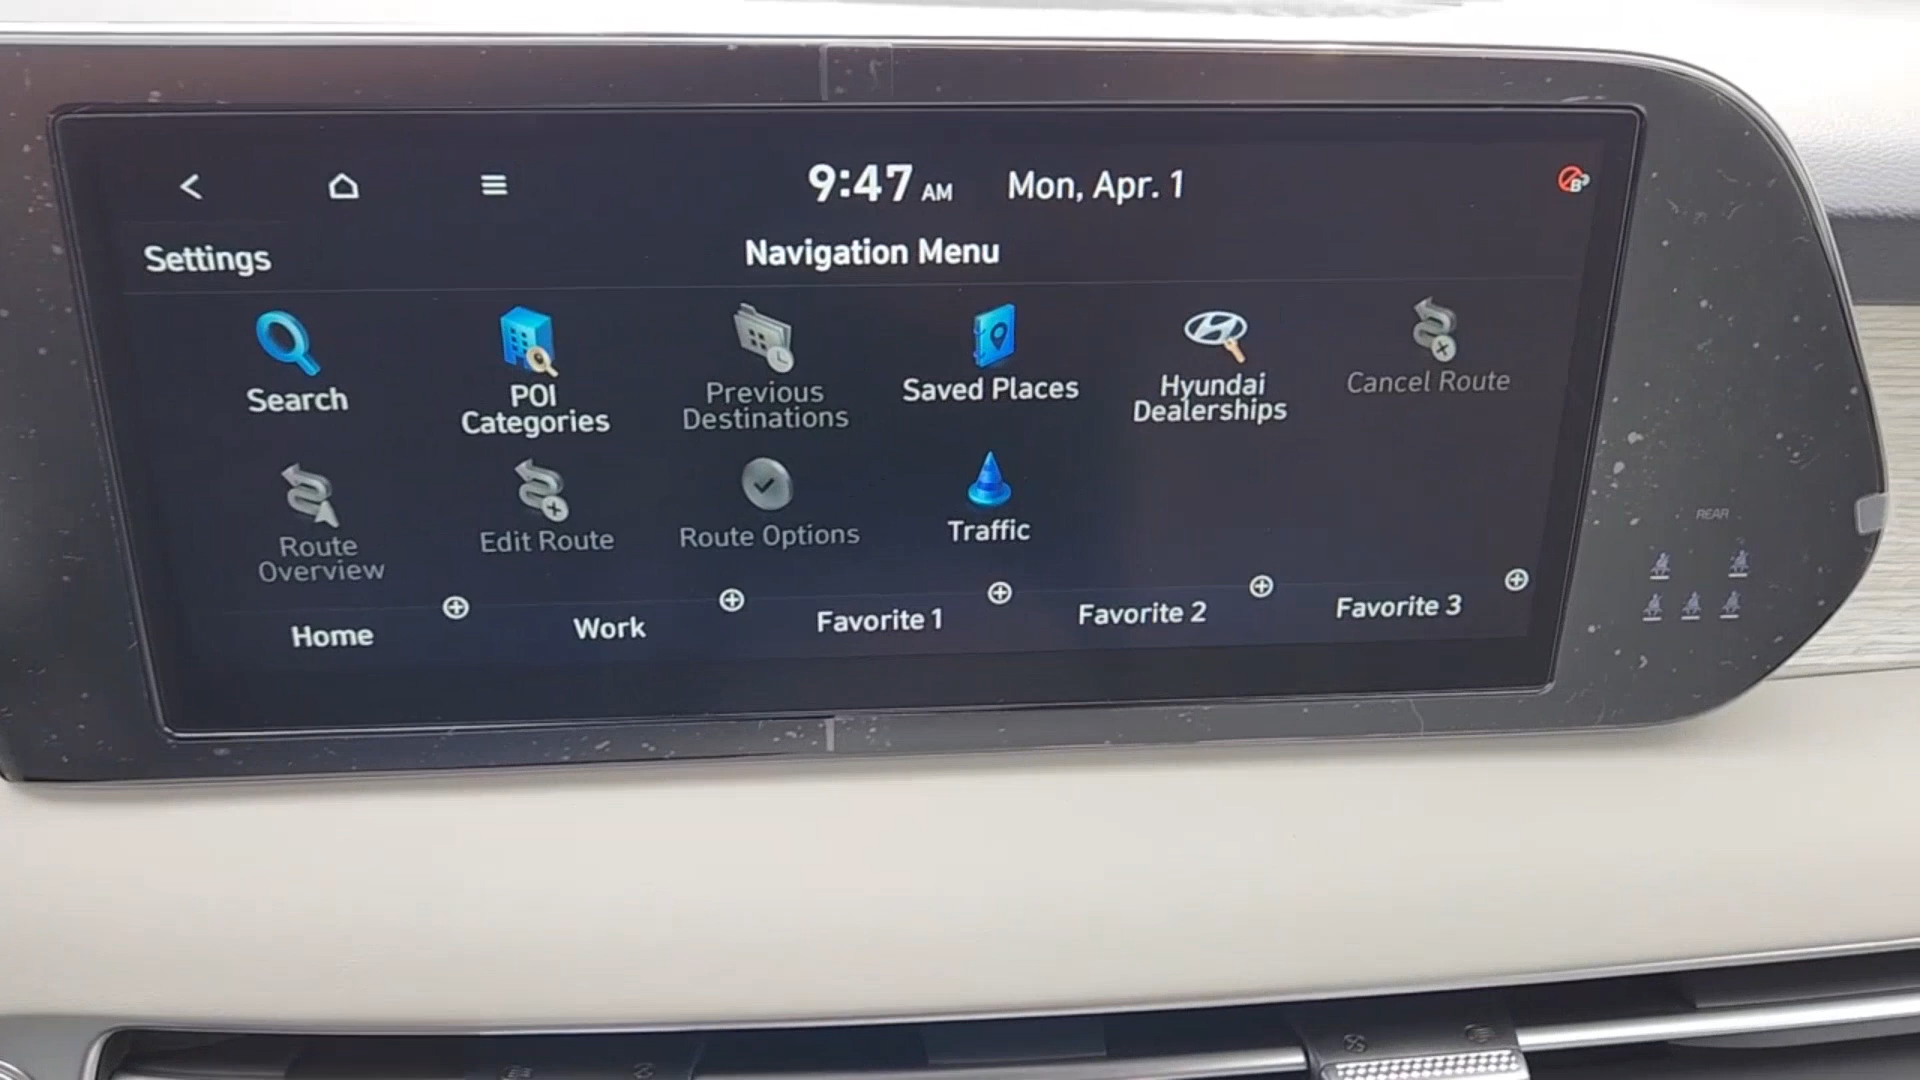 9:47 AM Mon, Apr. 1
Settings
Navigation Menu
Search
POI
Categories
Previous
Destinations
Saved Places
Hyundai
Dealerships
Cancel Route
Route
Overview
Edit Route
Route Options
Traffic
Home
Work
Favorite 1
Favorite 2
Favorite 3
REAR